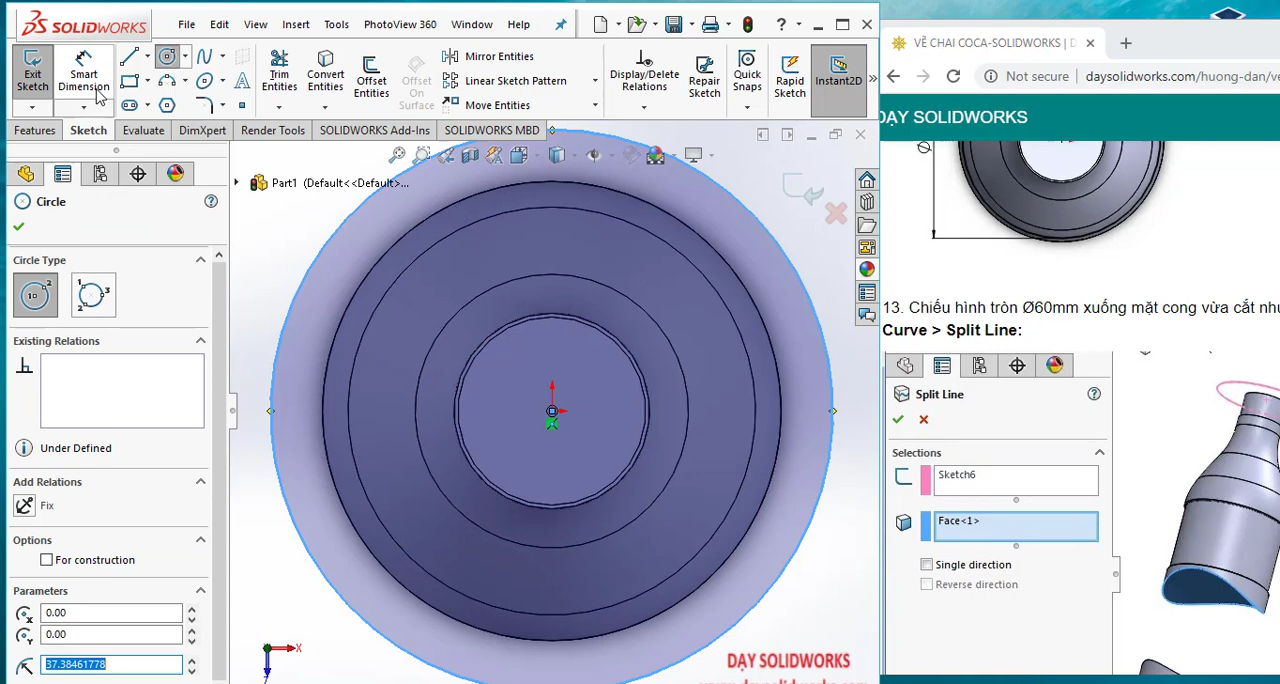 SOLIDWORKS
File Edit View Insert Tools PhotoView 360 Window Help
Exit Sketch
Smart Dimension
Trim Entities
Convert Entities
Offset Entities
Offset On Surface
Mirror Entities
Linear Sketch Pattern
Move Entities
Display/Delete Relations
Repair Sketch
Quick Snaps
Rapid Sketch
Instant2D
Features Sketch Evaluate DimXpert Render Tools SOLIDWORKS Add-Ins SOLIDWORKS MBD
Part1 (Default<<Default>...
Circle
Circle Type
Existing Relations
Under Defined
Add Relations
Fix
Options
For construction
Parameters
0.00
0.00
37.38461778
DẠY SOLIDWORKS
VẼ CHAI COCA-SOLIDWORKS | D
Not secure | daysolidworks.com/huong-dan/ve
DẠY SOLIDWORKS
13. Chiếu hình tròn Ø60mm xuống mặt cong vừa cắt như
Curve > Split Line:
Split Line
Selections
Sketch6
Face<1>
Single direction
Reverse direction